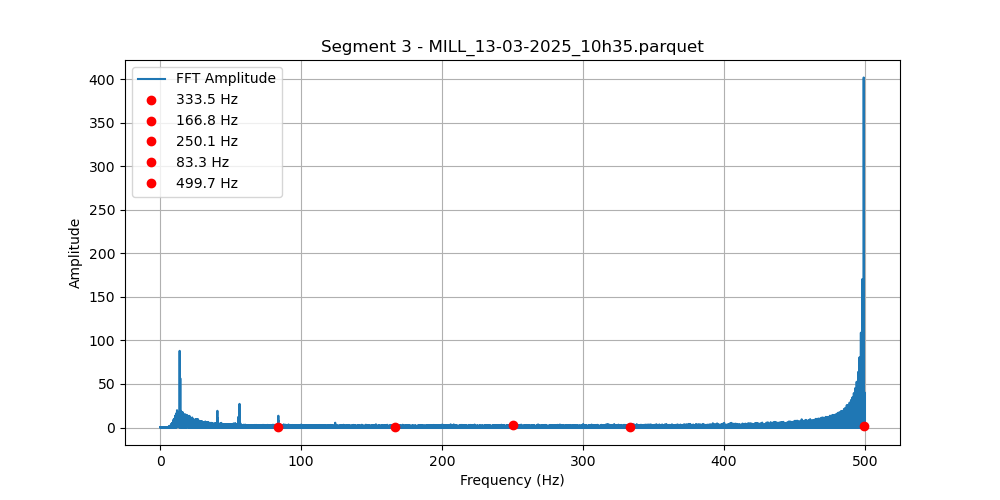 Segment 3 - MILL_13-03-2025_10h35.parquet
FFT Amplitude
333.5 Hz
166.8 Hz
250.1 Hz
83.3 Hz
499.7 Hz
400
350
300
250
200
150
100
50
0
Amplitude
0 100 200 300 400 500
Frequency (Hz)